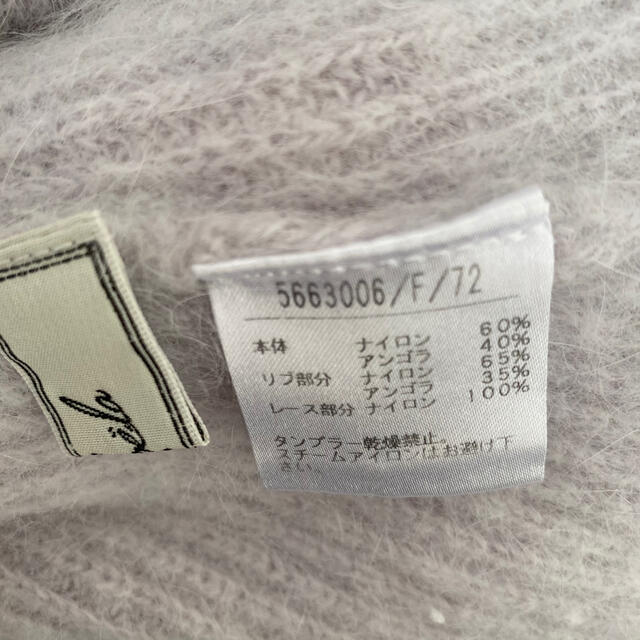 5663006/F/72
本体 ナイロン 60%
アンゴラ 40%
リブ部分 ナイロン 65%
アンゴラ 35%
レース部分 ナイロン 100%
タンブラー乾燥禁止。
スチームアイロンはお避け下
さい。